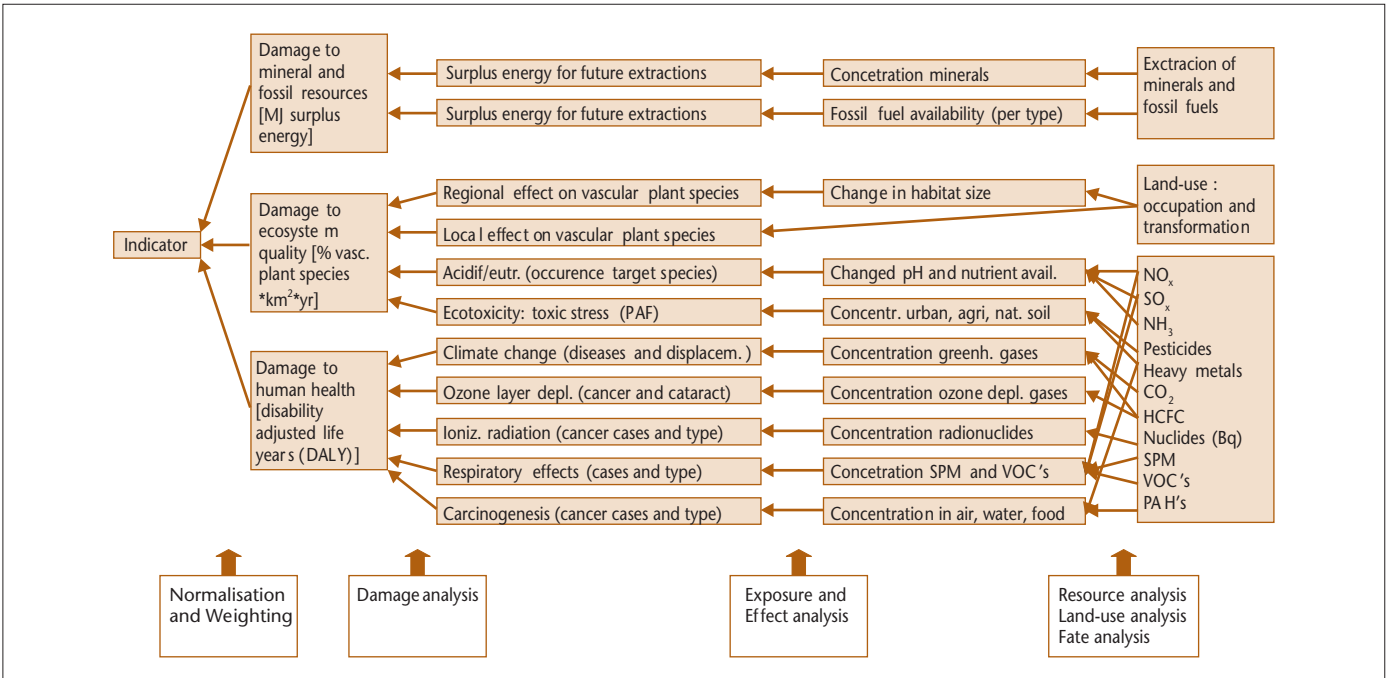 Damage to
mineral and
fossil resources
[MJ surplus
energy]
Surplus energy for future extractions
Concetration minerals
Exctracion of
minerals and
fossil fuels
Surplus energy for future extractions
Fossil fuel availability (per type)
Indicator
Damage to
ecosyste m
quality [% vasc.
plant species
*km²*yr]
Regional effect on vascular plant species
Change in habitat size
Land-use :
occupation and
transformation
Loca l effect on vascular plant species
Acidif/eutr. (occurence target species)
Changed pH and nutrient avail.
Ecotoxicity: toxic stress (PAF)
Concentr. urban, agri, nat. soil
NOₓ
SOₓ
NH₃
Pesticides
Heavy metals
CO₂
HCFC
Nuclides (Bq)
SPM
VOC's
PA H's
Damage to
human health
[disability
adjusted life
year s (DALY)]
Climate change (diseases and displacem. )
Concentration greenh. gases
Ozone layer depl. (cancer and cataract)
Concentration ozone depl. gases
Ioniz. radiation (cancer cases and type)
Concentration radionuclides
Respiratory effects (cases and type)
Concetration SPM and VOC's
Carcinogenesis (cancer cases and type)
Concentration in air, water, food
Normalisation
and Weighting
Damage analysis
Exposure and
Effect analysis
Resource analysis
Land-use analysis
Fate analysis